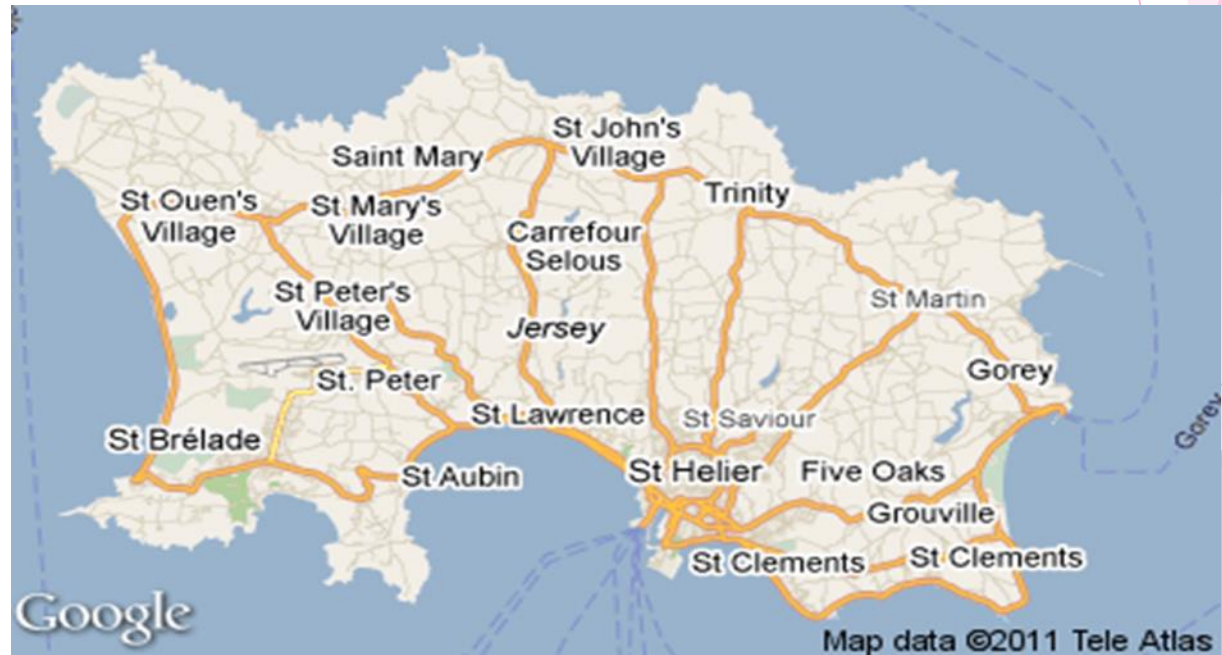 St John's
Village
Saint Mary
Trinity
St Ouen's
Village
St Mary's
Village
Carrefour
Selous
St Peter's
Village
St Martin
Jersey
Gorey
St. Peter
St Lawrence
St Saviour
Gorey
St Brélade
St Aubin
St Helier
Five Oaks
Grouville
St Clements
St Clements
Google
Map data ©2011 Tele Atlas